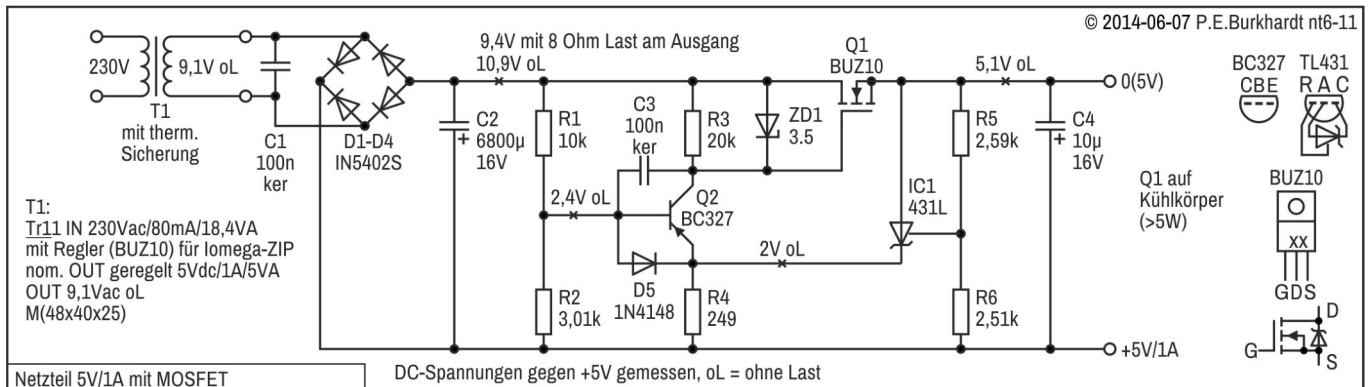 © 2014-06-07 P.E.Burkhardt nt6-11
230V
9,1V oL
T1
mit therm.
Sicherung
C1
100n
ker
D1-D4
IN5402S
9,4V mit 8 Ohm Last am Ausgang
10,9V oL
C2
6800µ
16V
+
R1
10k
C3
100n
ker
R3
20k
ZD1
3.5
Q1
BUZ10
5,1V oL
0(5V)
R5
2,59k
C4
10µ
16V
+
2,4V oL
Q2
BC327
IC1
431L
2V oL
D5
1N4148
R2
3,01k
R4
249
R6
2,51k
+5V/1A
T1:
Tr11 IN 230Vac/80mA/18,4VA
mit Regler (BUZ10) für Iomega-ZIP
nom. OUT geregelt 5Vdc/1A/5VA
OUT 9,1Vac oL
M(48x40x25)
BC327 TL431
CBE R A C
Q1 auf
Kühlkörper
(>5W)
BUZ10
XX
GDS
D
G
S
Netzteil 5V/1A mit MOSFET
DC-Spannungen gegen +5V gemessen, oL = ohne Last